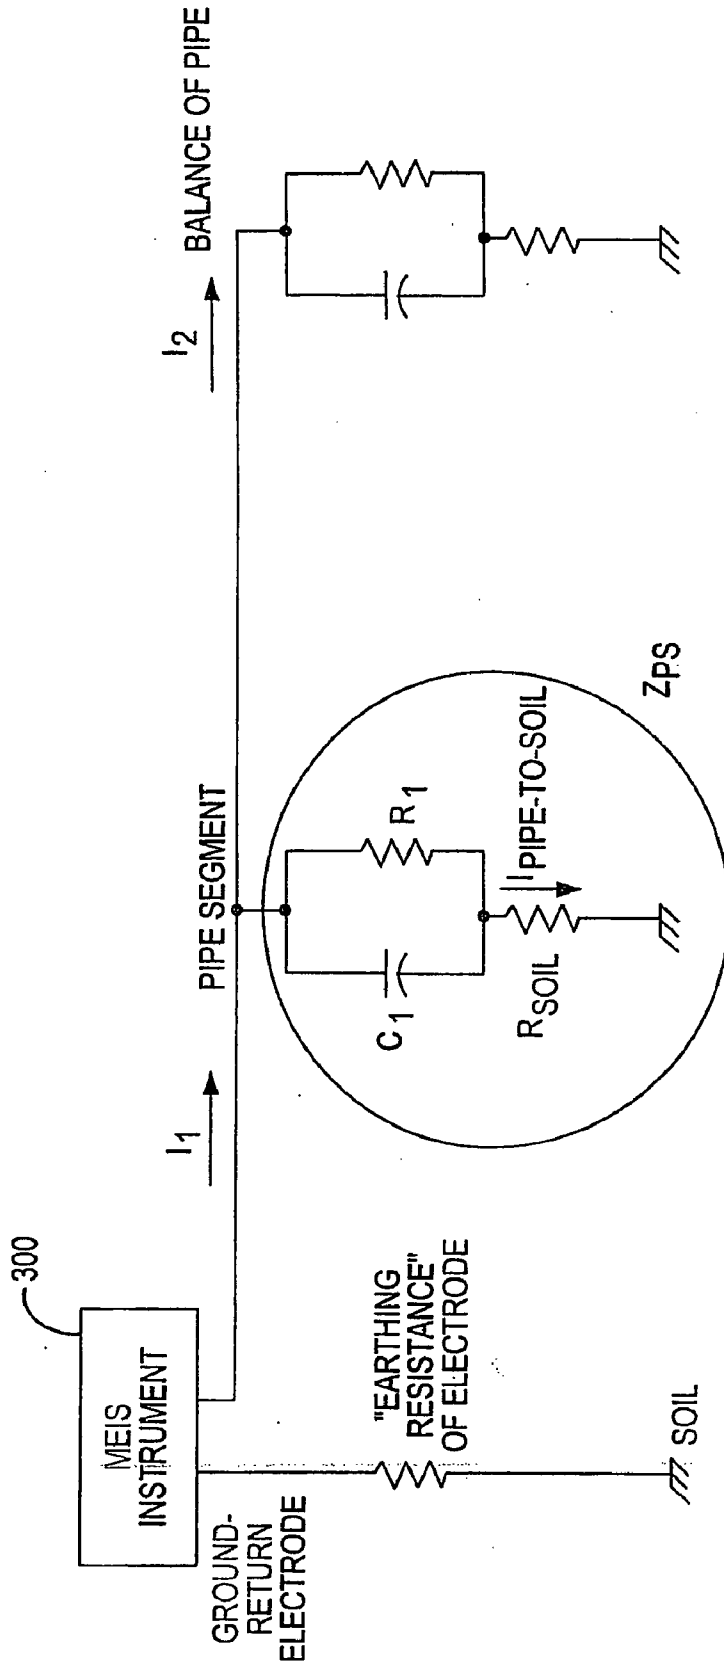 300
MEIS
INSTRUMENT
GROUND-
RETURN
ELECTRODE
"EARTHING
RESISTANCE"
OF ELECTRODE
SOIL
I1
PIPE SEGMENT
C1
R1
RSOIL
IPIPE-TO-SOIL
ZPS
I2
BALANCE OF PIPE